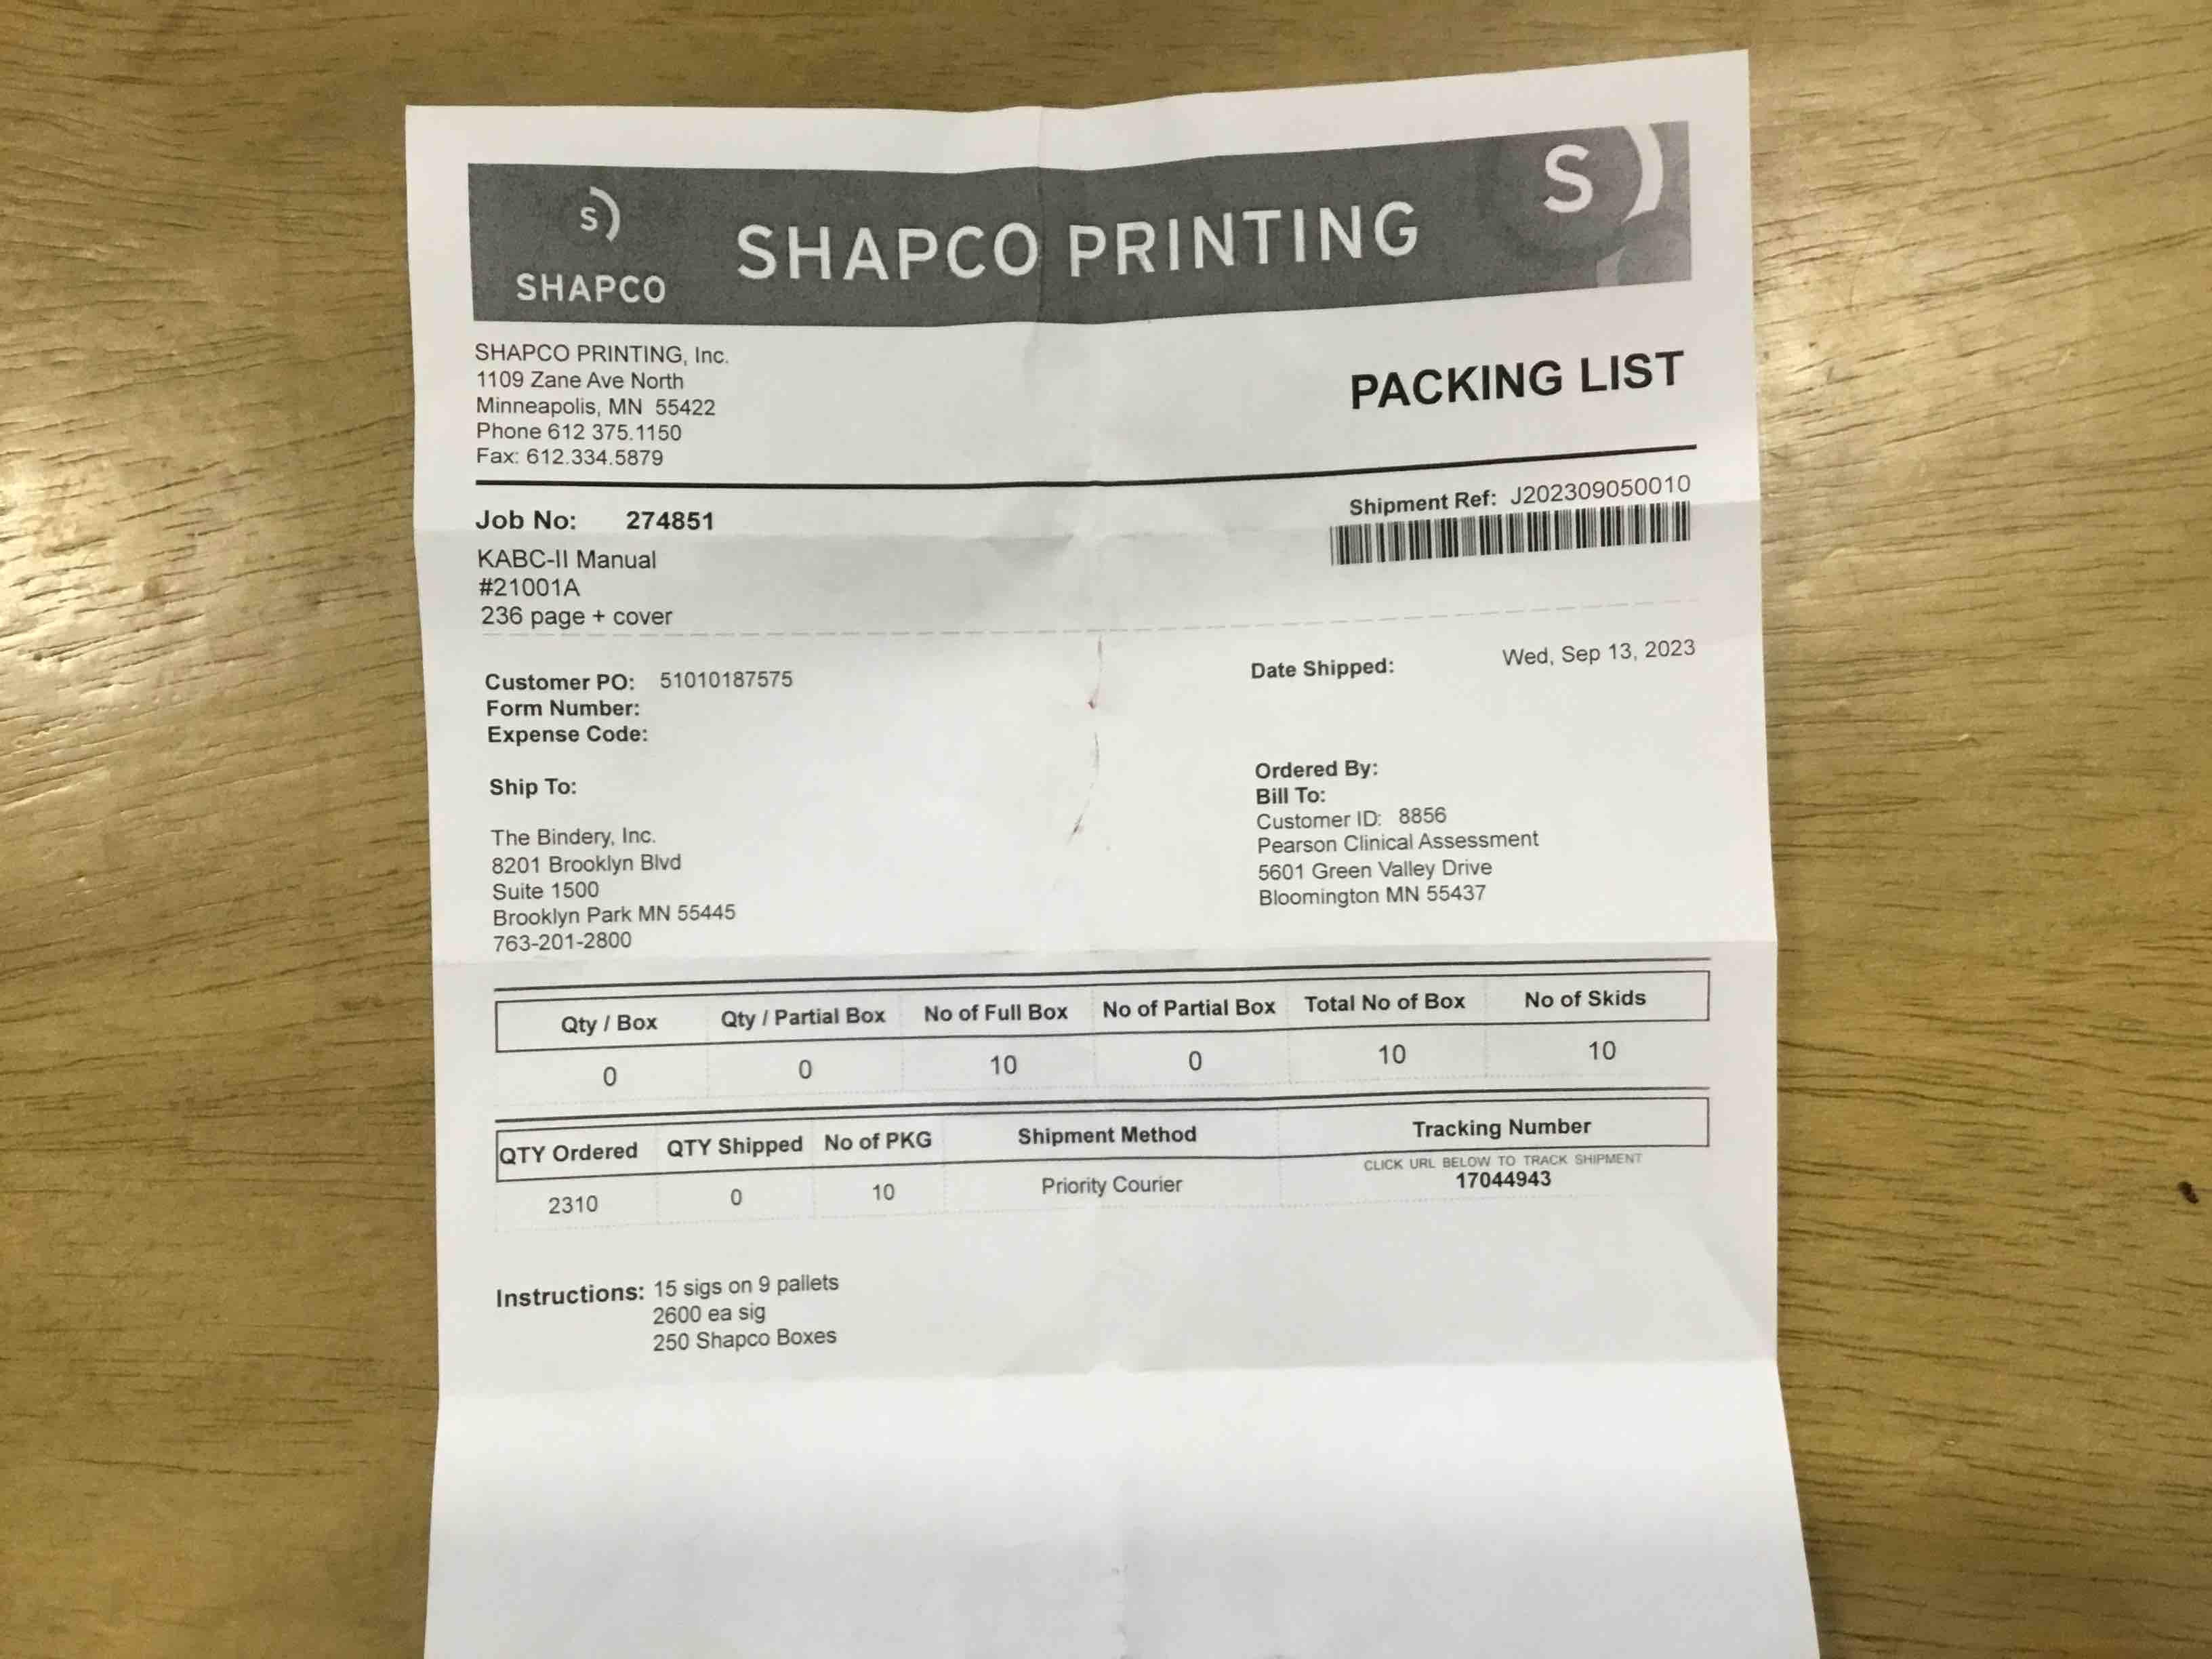 S)
SHAPCO
SHAPCO PRINTING
S)
SHAPCO PRINTING, Inc.
1109 Zane Ave North
Minneapolis, MN 55422
Phone 612 375.1150
Fax: 612.334.5879
PACKING LIST
Job No: 274851
KABC-II Manual
#21001A
236 page + cover
Shipment Ref: J202309050010
Customer PO: 51010187575
Form Number:
Expense Code:
Date Shipped: Wed, Sep 13, 2023
Ship To:
The Bindery, Inc.
8201 Brooklyn Blvd
Suite 1500
Brooklyn Park MN 55445
763-201-2800
Ordered By:
Bill To:
Customer ID: 8856
Pearson Clinical Assessment
5601 Green Valley Drive
Bloomington MN 55437
Qty / Box Qty / Partial Box No of Full Box No of Partial Box Total No of Box No of Skids
0 0 10 0 10 10
QTY Ordered QTY Shipped No of PKG Shipment Method Tracking Number
CLICK URL BELOW TO TRACK SHIPMENT
2310 0 10 Priority Courier 17044943
Instructions: 15 sigs on 9 pallets
2600 ea sig
250 Shapco Boxes